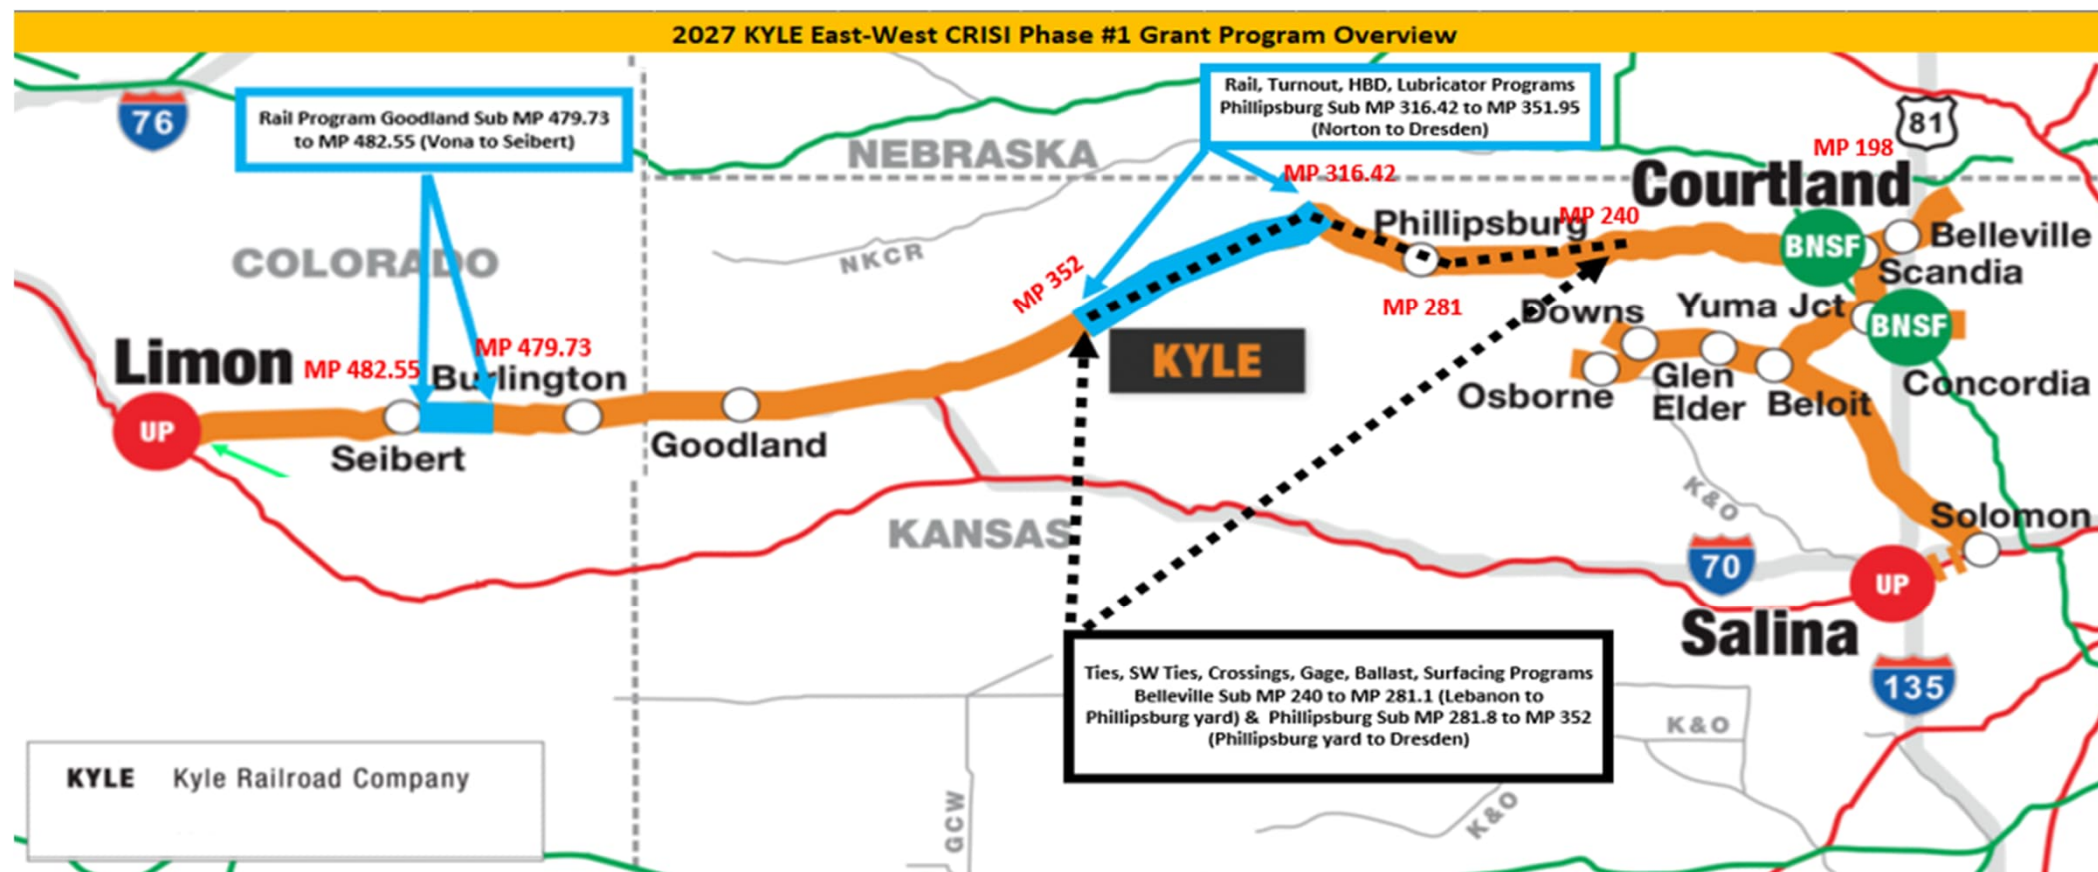 2027 KYLE East-West CRISI Phase #1 Grant Program Overview
Rail, Turnout, HBD, Lubricator Programs
Phillipsburg Sub MP 316.42 to MP 351.95
(Norton to Dresden)
Rail Program Goodland Sub MP 479.73
to MP 482.55 (Vona to Seibert)
76
81
NEBRASKA
MP 198
MP 316.42
Courtland
COLORADO
NKCR
Phillipsburg
MP 240
BNSF
Belleville
Scandia
MP 352
MP 281
Downs
Yuma Jct
BNSF
Limon
MP 482.55
MP 479.73
Burlington
KYLE
Osborne
Glen
Elder
Beloit
Concordia
UP
Seibert
Goodland
K&O
KANSAS
Solomon
70
UP
Salina
135
Ties, SW Ties, Crossings, Gage, Ballast, Surfacing Programs
Belleville Sub MP 240 to MP 281.1 (Lebanon to
Phillipsburg yard) & Phillipsburg Sub MP 281.8 to MP 352
(Phillipsburg yard to Dresden)
K&O
KYLE Kyle Railroad Company
GCW
K&O